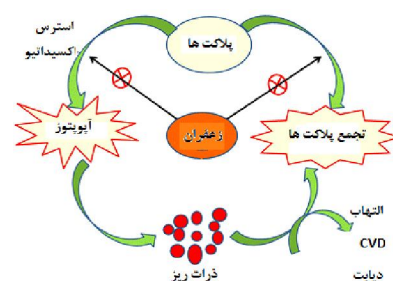 پلاکت ها
استرس
اکسیداتیو
آپوپتوز
زعفران
تجمع پلاکت ها
ذرات ریز
التهاب
CVD
دیابت